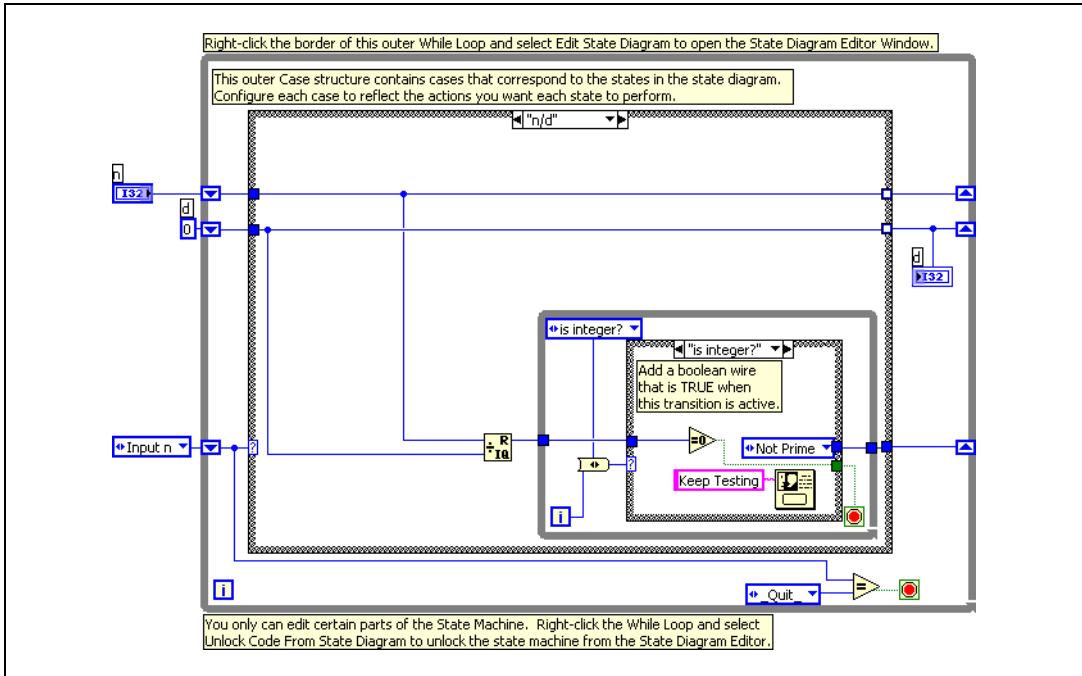 Right-click the border of this outer While Loop and select Edit State Diagram to open the State Diagram Editor Window.
This outer Case structure contains cases that correspond to the states in the state diagram.
Configure each case to reflect the actions you want each state to perform.
"n/d"
n
I32
d
0
d
I32
is integer?
"is integer?"
Add a boolean wire
that is TRUE when
this transition is active.
Input n
?
R
IQ
=0
Not Prime
?
Keep Testing
i
i
_Quit_
=
You only can edit certain parts of the State Machine. Right-click the While Loop and select
Unlock Code From State Diagram to unlock the state machine from the State Diagram Editor.